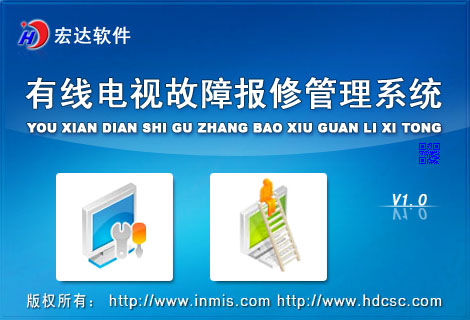 宏达软件
有线电视故障报修管理系统
YOU XIAN DIAN SHI GU ZHANG BAO XIU GUAN LI XI TONG
V1.0
版权所有： http://www.inmis.com http://www.hdcsc.com